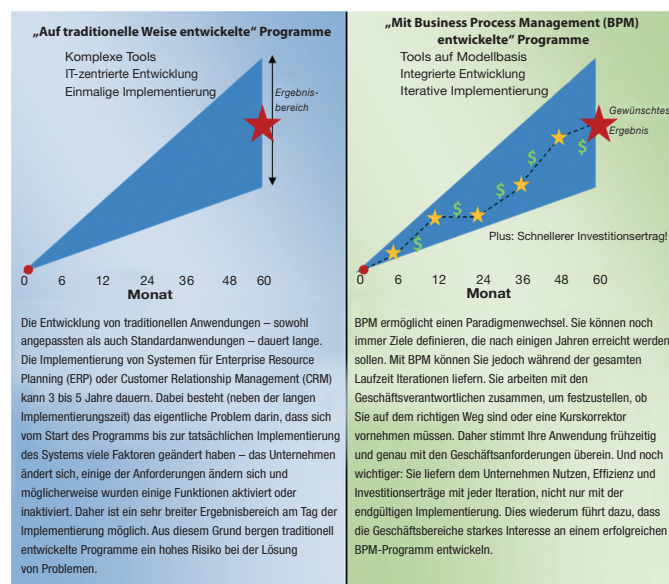 „Auf traditionelle Weise entwickelte“ Programme
Komplexe Tools
IT-zentrierte Entwicklung
Einmalige Implementierung
Ergebnis-
bereich
0 6 12 24 36 48 60
Monat
Die Entwicklung von traditionellen Anwendungen – sowohl
angepassten als auch Standardanwendungen – dauert lange.
Die Implementierung von Systemen für Enterprise Resource
Planning (ERP) oder Customer Relationship Management (CRM)
kann 3 bis 5 Jahre dauern. Dabei besteht (neben der langen
Implementierungszeit) das eigentliche Problem darin, dass sich
vom Start des Programms bis zur tatsächlichen Implementierung
des Systems viele Faktoren geändert haben – das Unternehmen
ändert sich, einige der Anforderungen ändern sich und
möglicherweise wurden einige Funktionen aktiviert oder
inaktiviert. Daher ist ein sehr breiter Ergebnisbereich am Tag der
Implementierung möglich. Aus diesem Grund bergen traditionell
entwickelte Programme ein hohes Risiko bei der Lösung
von Problemen.
„Mit Business Process Management (BPM)
entwickelte“ Programme
Tools auf Modellbasis
Integrierte Entwicklung
Iterative Implementierung
Gewünschtes
Ergebnis
$ $ $ $ $
Plus: Schnellerer Investitionsertrag!
0 6 12 24 36 48 60
Monat
BPM ermöglicht einen Paradigmenwechsel. Sie können noch
immer Ziele definieren, die nach einigen Jahren erreicht werden
sollen. Mit BPM können Sie jedoch während der gesamten
Laufzeit Iterationen liefern. Sie arbeiten mit den
Geschäftsverantwortlichen zusammen, um festzustellen, ob
Sie auf dem richtigen Weg sind oder eine Kurskorrektor
vornehmen müssen. Daher stimmt Ihre Anwendung frühzeitig
und genau mit den Geschäftsanforderungen überein. Und noch
wichtiger: Sie liefern dem Unternehmen Nutzen, Effizienz und
Investitionserträge mit jeder Iteration, nicht nur mit der
endgültigen Implementierung. Dies wiederum führt dazu, dass
die Geschäftsbereiche starkes Interesse an einem erfolgreichen
BPM-Programm entwickeln.